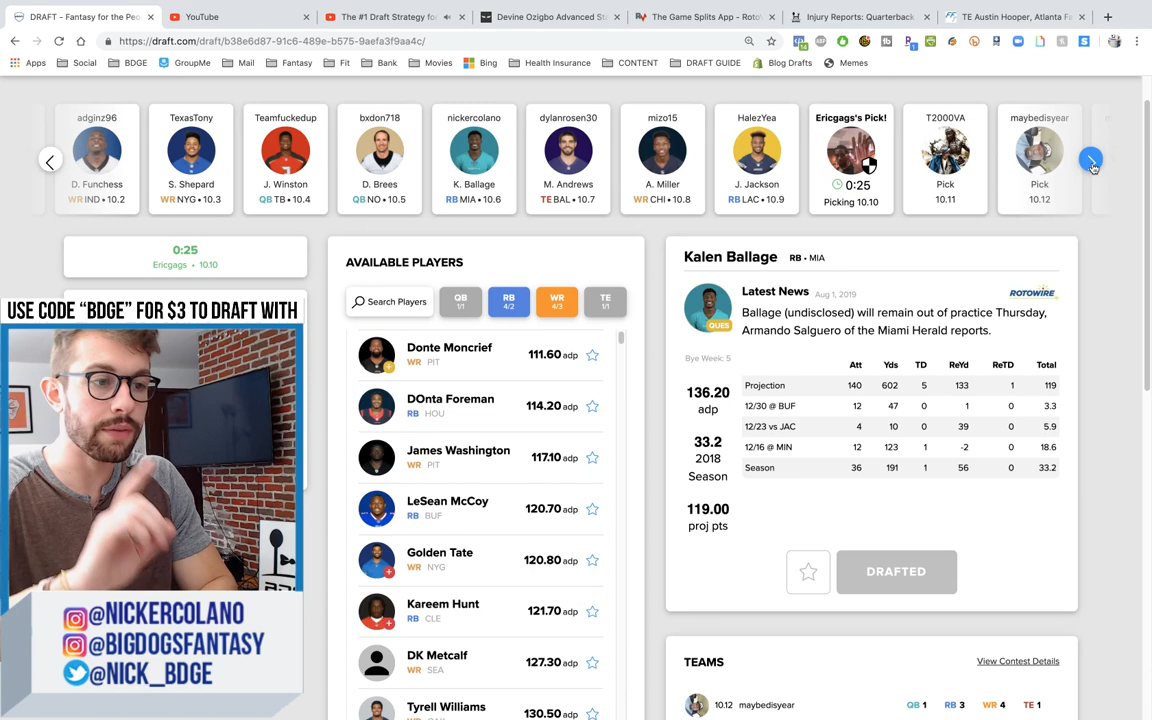 DRAFT - Fantasy for the Peo
YouTube
The #1 Draft Strategy for
Devine Ozigbo Advanced St
The Game Splits App - RotoV
Injury Reports: Quarterback
TE Austin Hooper, Atlanta Fa
https://draft.com/draft/b38e6d87-91c6-489e-b575-9aefa3f9aa4c/
Apps Social BDGE GroupMe Mail Fantasy Fit Bank Movies Bing Health Insurance CONTENT DRAFT GUIDE Blog Drafts Memes
adginz96 TexasTony Teamfuckedup bxdon718 nickercolano dylanrosen30 mizo15 HalezYea Ericgags's Pick! T2000VA maybedisyear
D. Funchess S. Shepard J. Winston D. Brees K. Ballage M. Andrews A. Miller J. Jackson 0:25 Pick Pick
WR IND • 10.2 WR NYG • 10.3 QB TB • 10.4 QB NO • 10.5 RB MIA • 10.6 TE BAL • 10.7 WR CHI • 10.8 RB LAC • 10.9 Picking 10.10 10.11 10.12
0:25
Ericgags • 10.10
USE CODE "BDGE" FOR $3 TO DRAFT WITH
@NICKERCOLANO
@BIGDOGSFANTASY
@NICK_BDGE
AVAILABLE PLAYERS
Search Players
QB
1/1
RB
4/2
WR
4/3
TE
1/1
Donte Moncrief 111.60 adp
WR PIT
DOnta Foreman 114.20 adp
RB HOU
James Washington 117.10 adp
WR PIT
LeSean McCoy 120.70 adp
RB BUF
Golden Tate 120.80 adp
WR NYG
Kareem Hunt 121.70 adp
RB CLE
DK Metcalf 127.30 adp
WR SEA
Tyrell Williams 130.50 adp
Kalen Ballage RB • MIA
QUES
Latest News Aug 1, 2019
ROTOWIRE
Ballage (undisclosed) will remain out of practice Thursday,
Armando Salguero of the Miami Herald reports.
Bye Week: 5
136.20
adp
33.2
2018
Season
119.00
proj pts
Att Yds TD ReYd ReTD Total
Projection 140 602 5 133 1 119
12/30 @ BUF 12 47 0 1 0 3.3
12/23 vs JAC 4 10 0 39 0 5.9
12/16 @ MIN 12 123 1 -2 0 18.6
Season 36 191 1 56 0 33.2
DRAFTED
TEAMS
View Contest Details
10.12 maybedisyear QB 1 RB 3 WR 4 TE 1